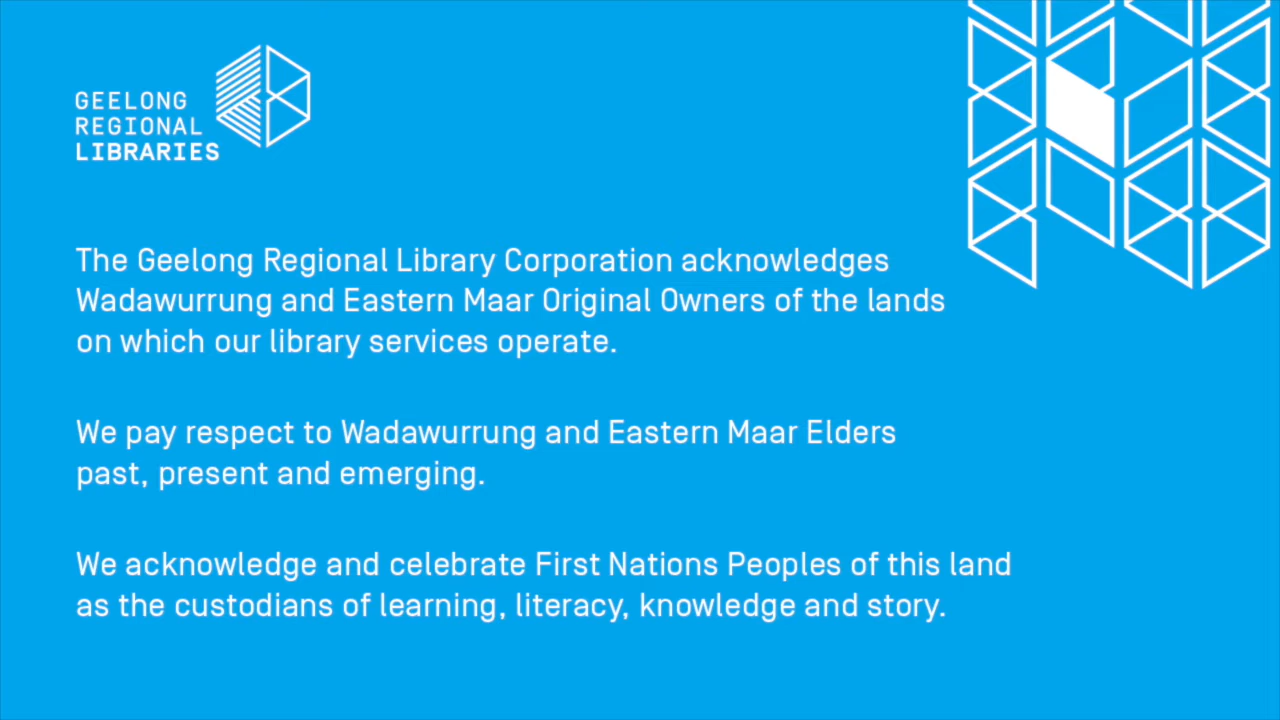 GEELONG
REGIONAL
LIBRARIES
The Geelong Regional Library Corporation acknowledges
Wadawurrung and Eastern Maar Original Owners of the lands
on which our library services operate.
We pay respect to Wadawurrung and Eastern Maar Elders
past, present and emerging.
We acknowledge and celebrate First Nations Peoples of this land
as the custodians of learning, literacy, knowledge and story.